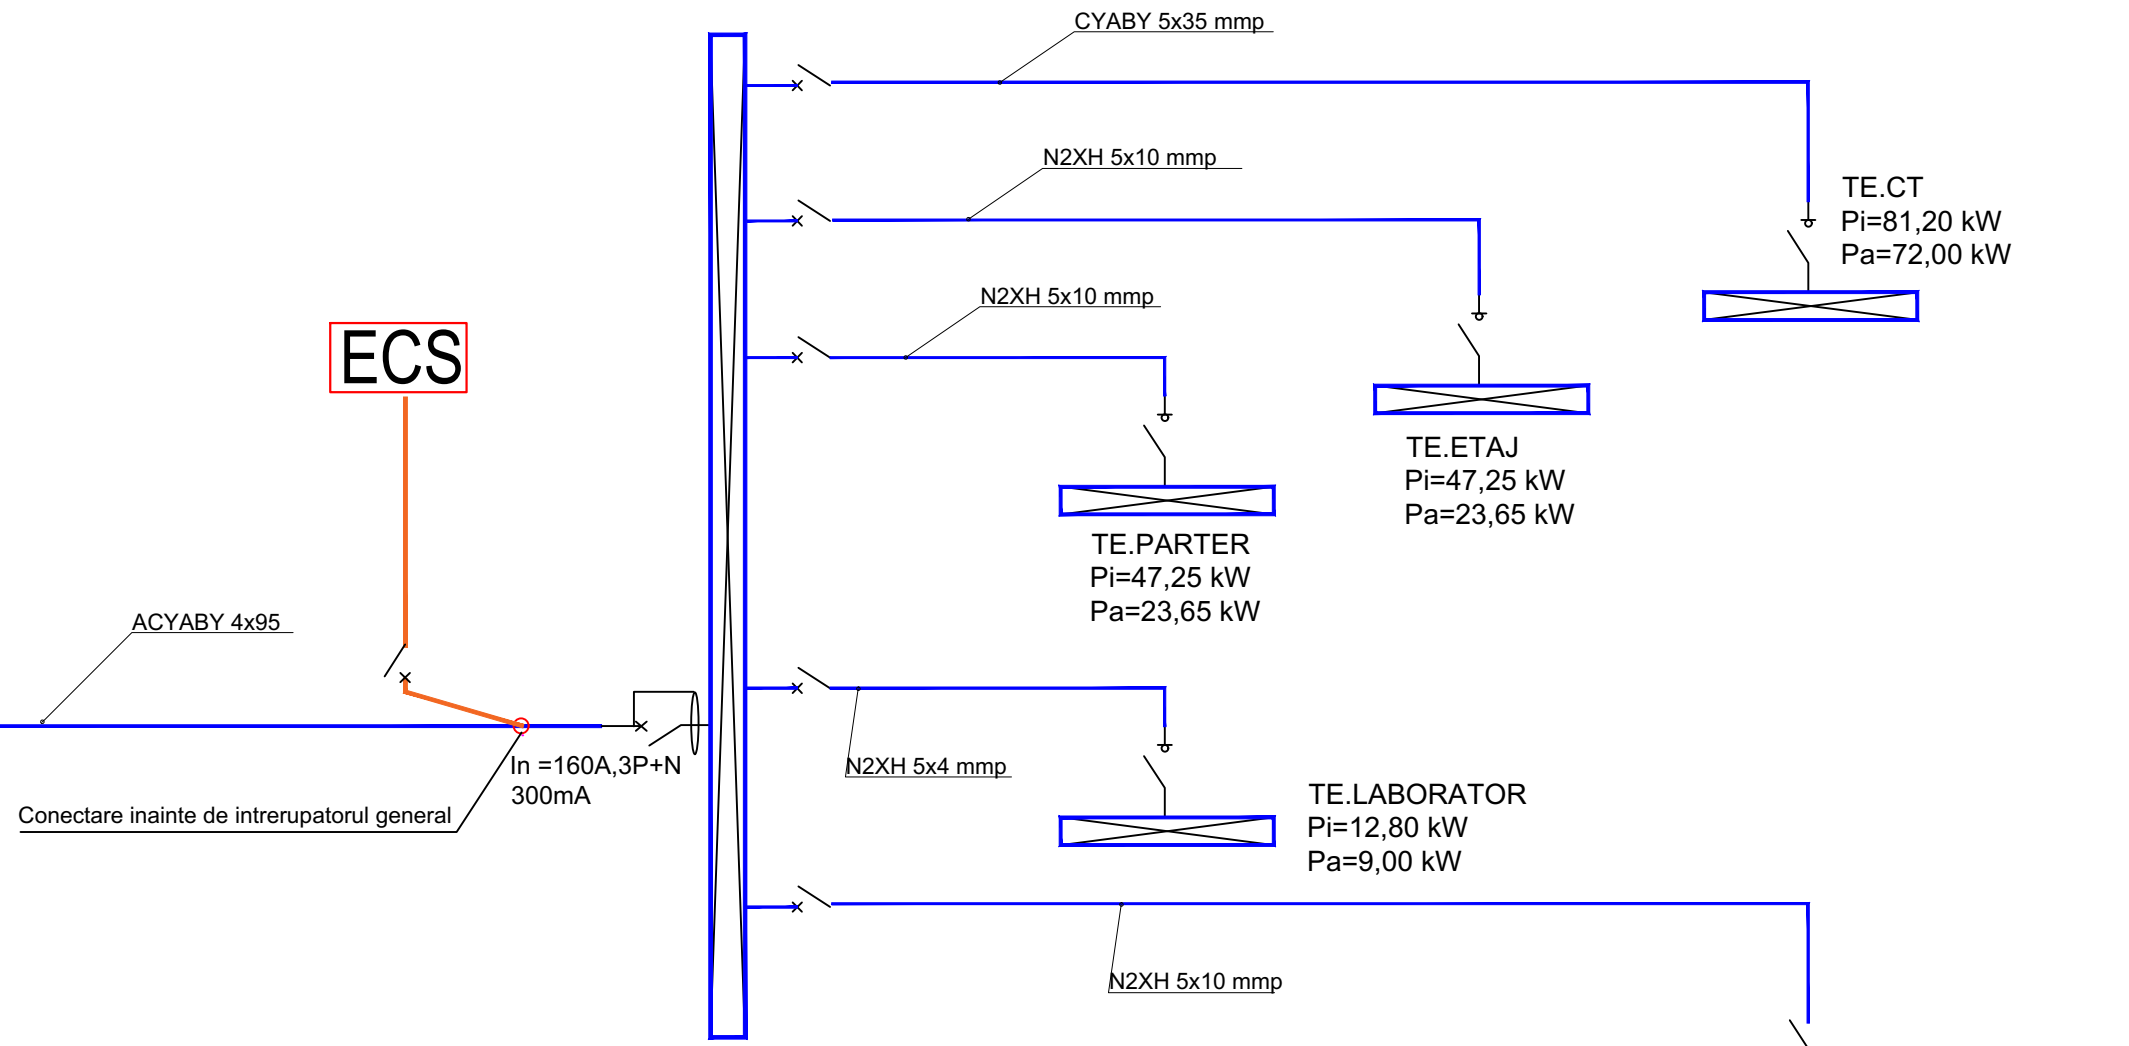 CYABY 5x35 mmp
N2XH 5x10 mmp
TE.CT
Pi=81,20 kW
Pa=72,00 kW
N2XH 5x10 mmp
ECS
TE.ETAJ
Pi=47,25 kW
Pa=23,65 kW
TE.PARTER
Pi=47,25 kW
Pa=23,65 kW
ACYABY 4x95
In =160A,3P+N
300mA
N2XH 5x4 mmp
Conectare inainte de intrerupatorul general
TE.LABORATOR
Pi=12,80 kW
Pa=9,00 kW
N2XH 5x10 mmp